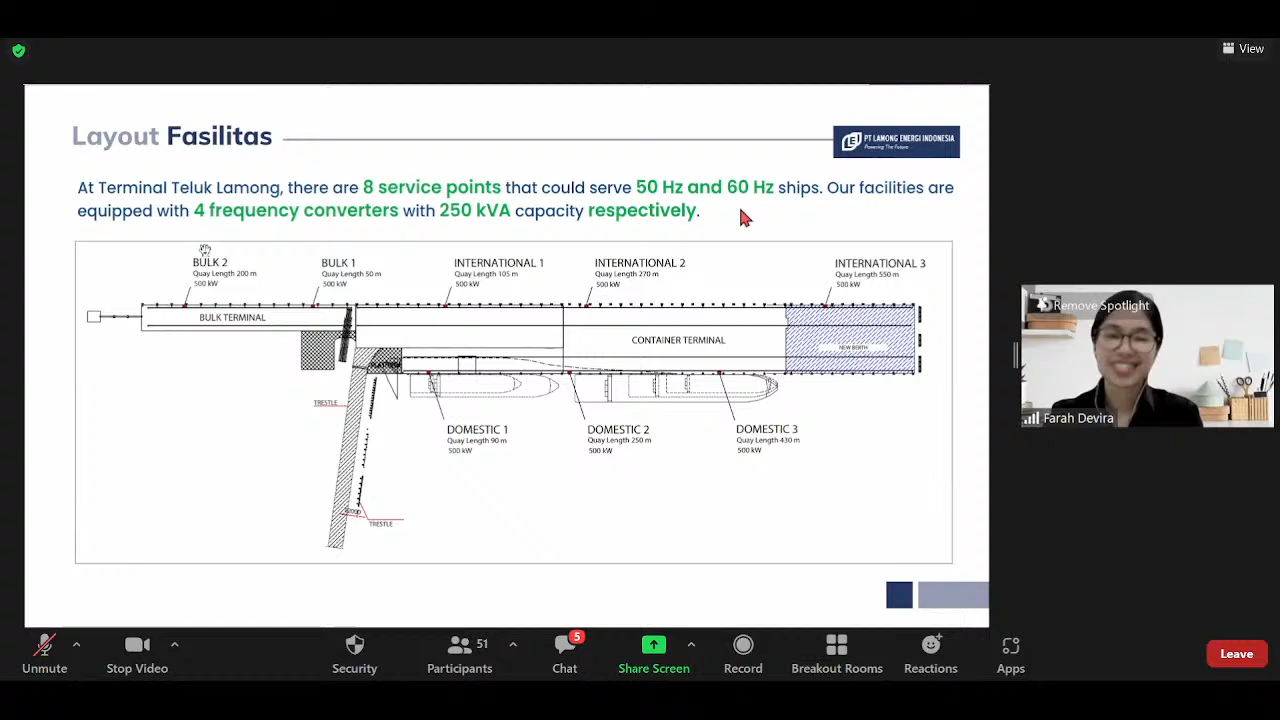 View
Layout Fasilitas
PT LAMONG ENERGI INDONESIA
Powering The Future
At Terminal Teluk Lamong, there are 8 service points that could serve 50 Hz and 60 Hz ships. Our facilities are
equipped with 4 frequency converters with 250 kVA capacity respectively.
BULK 2
Quay Length 200 m
500 kW
BULK 1
Quay Length 50 m
500 kW
INTERNATIONAL 1
Quay Length 105 m
500 kW
INTERNATIONAL 2
Quay Length 270 m
500 kW
INTERNATIONAL 3
Quay Length 550 m
500 kW
BULK TERMINAL
CONTAINER TERMINAL
NEW BERTH
PLATFORM
TRESTLE
DOMESTIC 1
Quay Length 90 m
500 kW
DOMESTIC 2
Quay Length 250 m
500 kW
DOMESTIC 3
Quay Length 430 m
500 kW
TRESTLE
Remove Spotlight
Farah Devira
Unmute
Stop Video
Security
Participants
51
Chat
5
Share Screen
Record
Breakout Rooms
Reactions
Apps
Leave